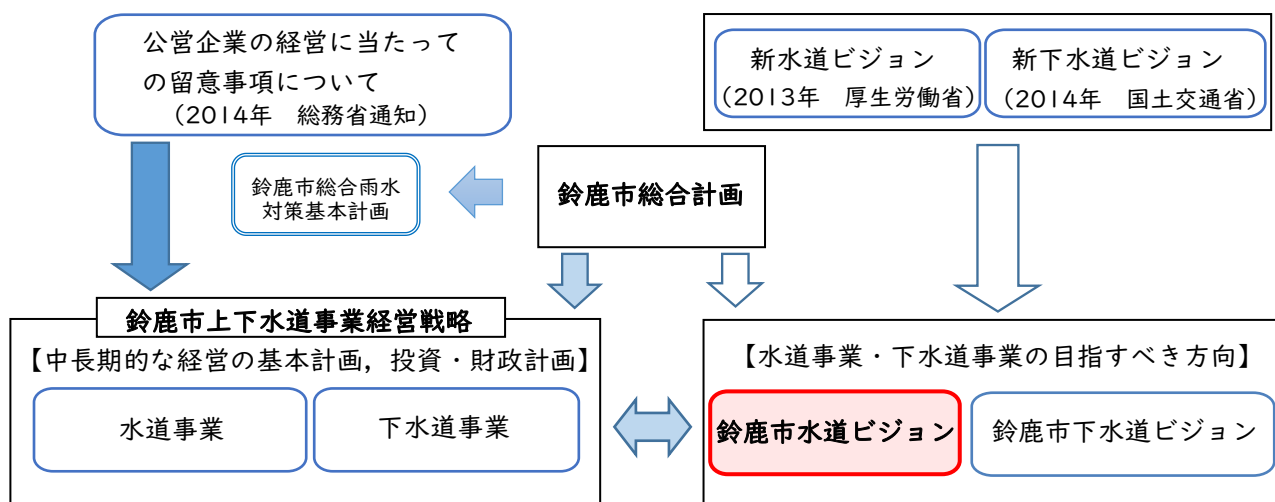 公営企業の経営に当たって
の留意事項について
(2014年　総務省通知)
新水道ビジョン
(2013年　厚生労働省)
新下水道ビジョン
(2014年　国土交通省)
鈴鹿市総合雨水
対策基本計画
鈴鹿市総合計画
鈴鹿市上下水道事業経営戦略
【中長期的な経営の基本計画，投資・財政計画】
水道事業
下水道事業
【水道事業・下水道事業の目指すべき方向】
鈴鹿市水道ビジョン
鈴鹿市下水道ビジョン